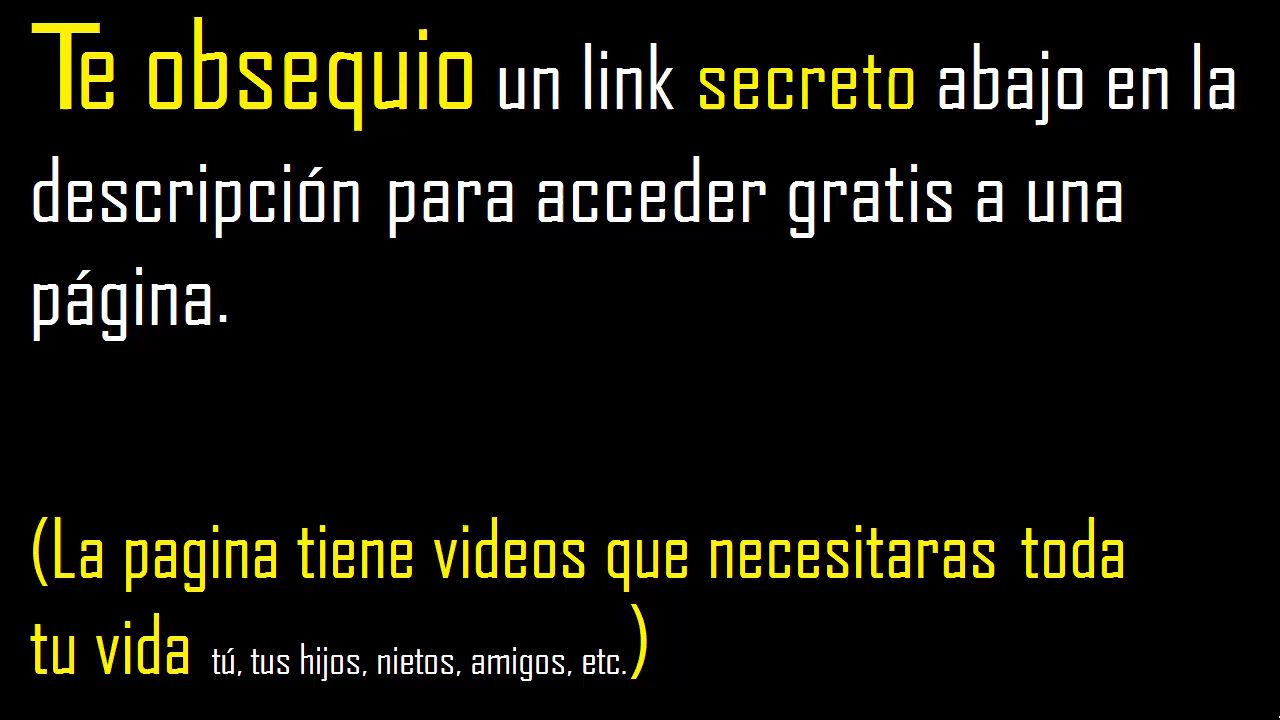 Te obsequio un link secreto abajo en la
descripción para acceder gratis a una
página.
(La pagina tiene videos que necesitaras toda
tu vida tú, tus hijos, nietos, amigos, etc.)